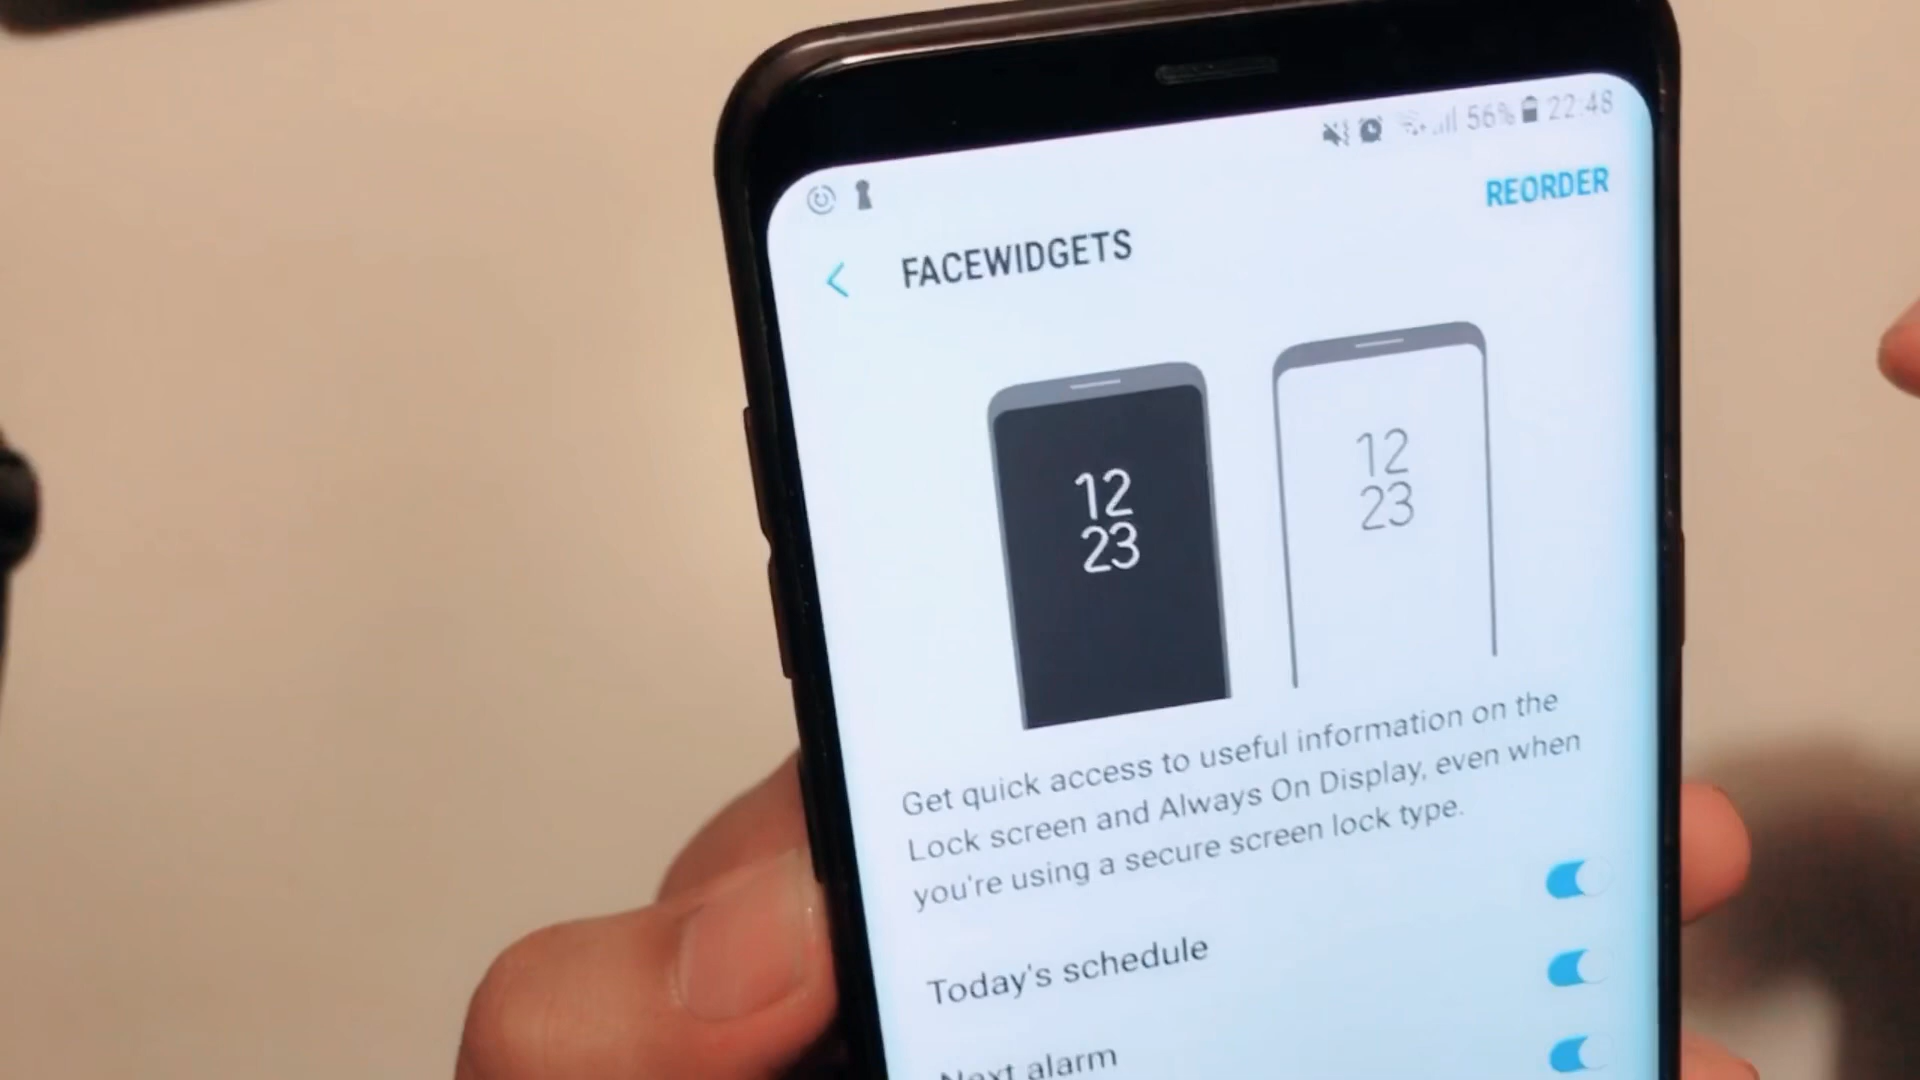 56% 22:48
REORDER
FACEWIDGETS
12
23
12
23
Get quick access to useful information on the
Lock screen and Always On Display, even when
you're using a secure screen lock type.
Today's schedule
Next alarm